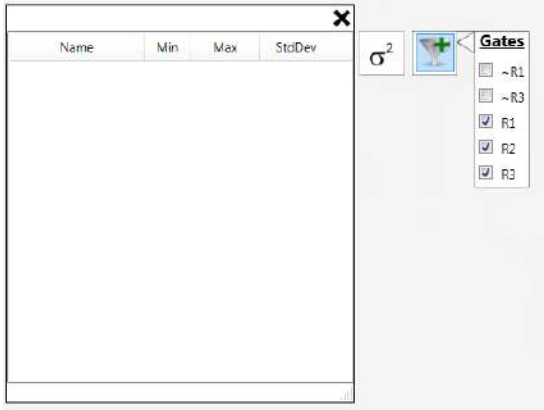 Name Min Max StdDev
σ²
Gates
~R1
~R3
R1
R2
R3